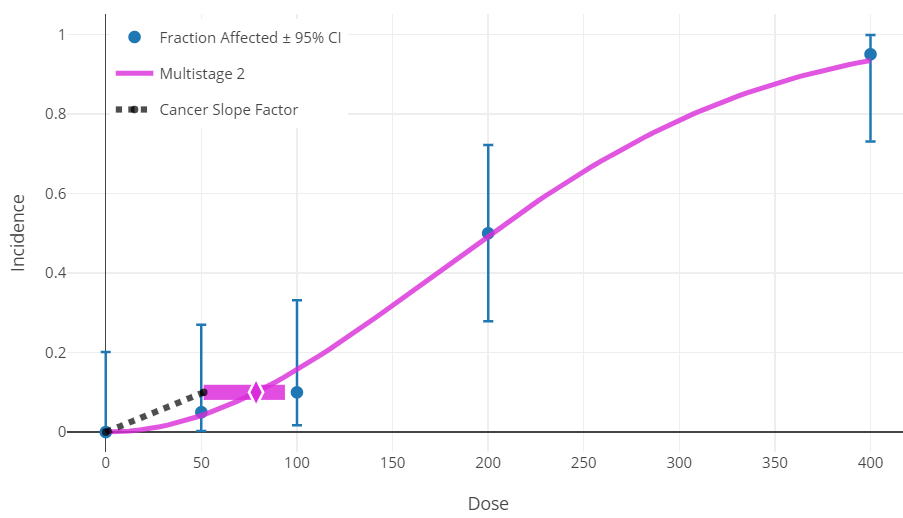 Fraction Affected ± 95% CI
Multistage 2
Cancer Slope Factor
1
0.8
0.6
0.4
0.2
0
Incidence
0 50 100 150 200 250 300 350 400
Dose